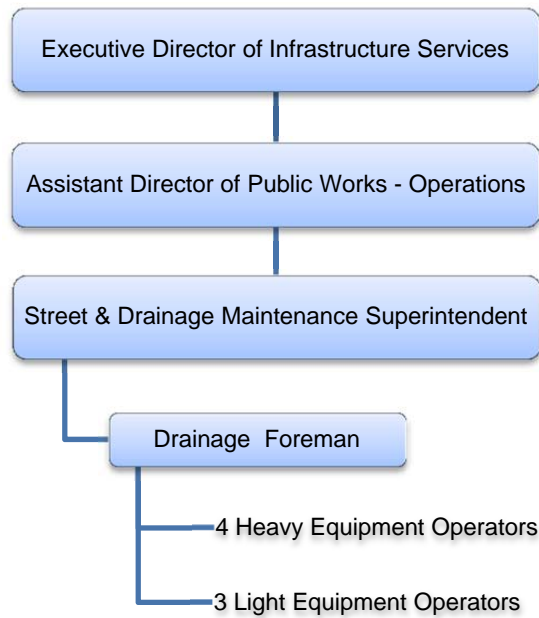 Executive Director of Infrastructure Services
Assistant Director of Public Works - Operations
Street & Drainage Maintenance Superintendent
Drainage Foreman
4 Heavy Equipment Operators
3 Light Equipment Operators